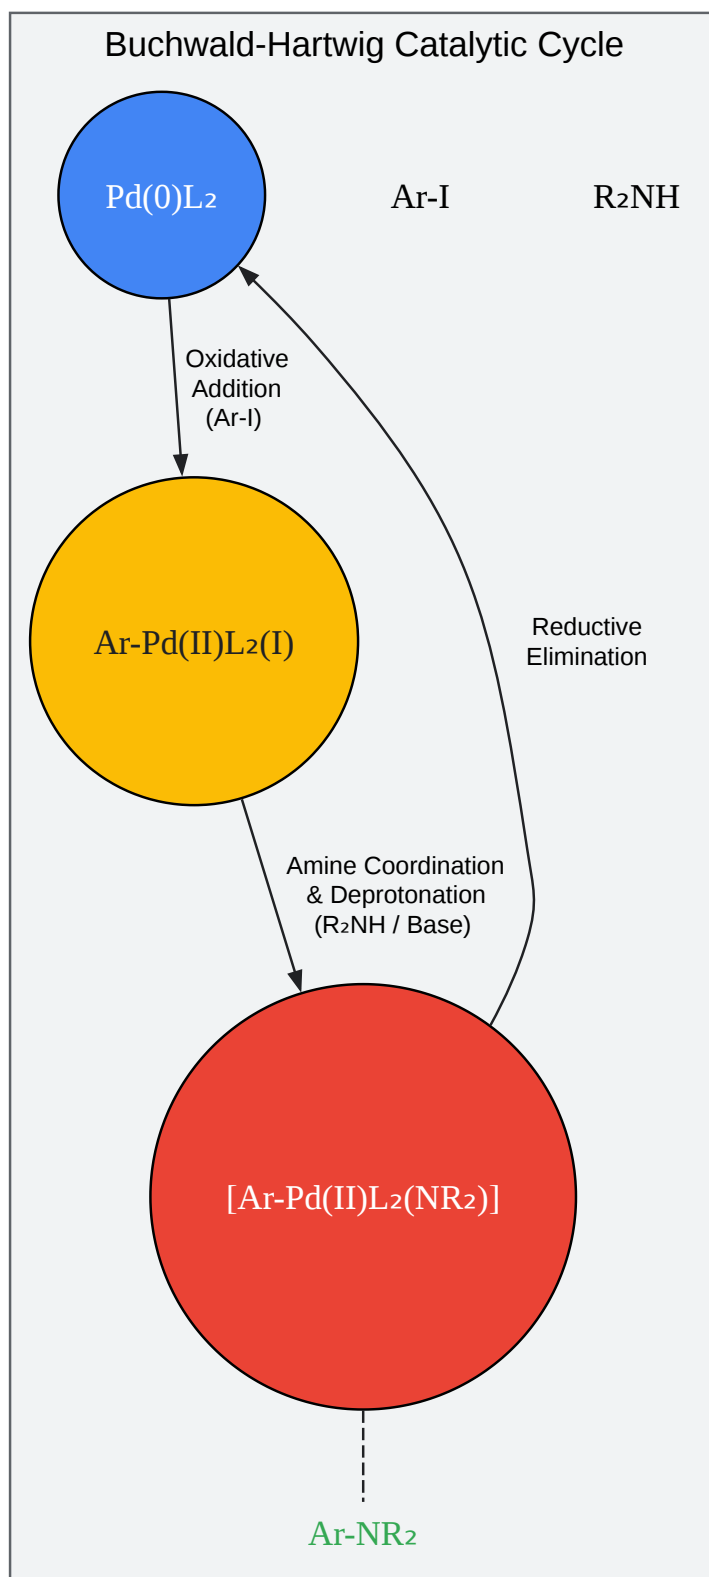 Buchwald-Hartwig Catalytic Cycle
Pd(0)L₂
Ar-I
R₂NH
Oxidative
Addition
(Ar-I)
Ar-Pd(II)L₂(I)
Reductive
Elimination
Amine Coordination
& Deprotonation
(R₂NH / Base)
[Ar-Pd(II)L₂(NR₂)]
Ar-NR₂